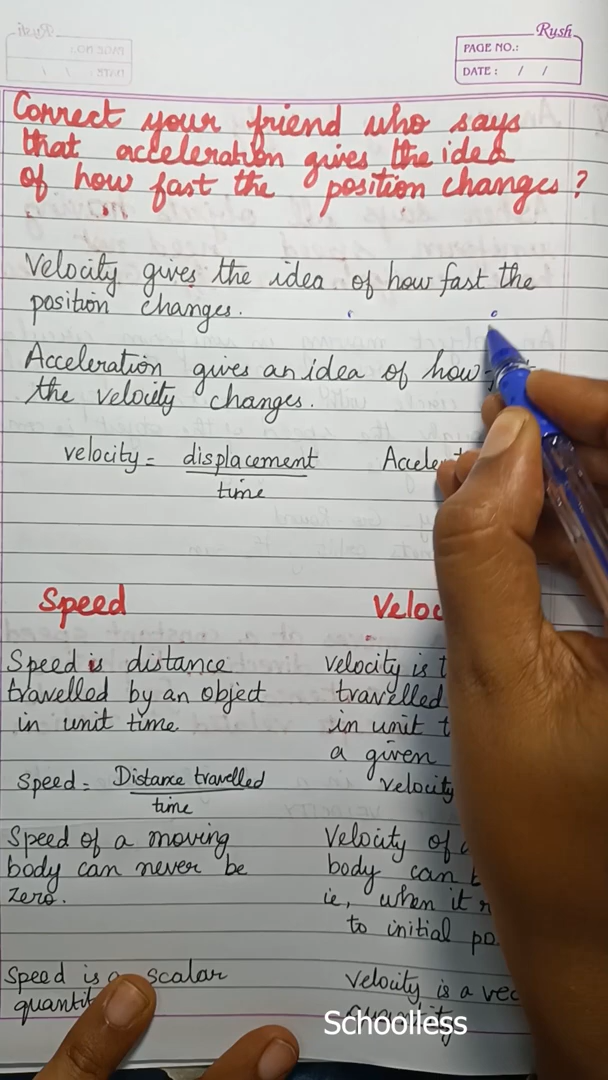 Rush
PAGE NO.:
DATE : / /
Correct your friend who says
that acceleration gives the idea
of how fast the position changes?
Velocity gives the idea of how fast the
position changes.
Acceleration gives an idea of how
the velocity changes.
velocity = displacement
time
Speed
Speed is distance
travelled by an object
in unit time.
Speed = Distance travelled
time
Speed of a moving
body can never be
zero.
Speed is a scalar
velocity is
travelled
in unit
a given
velocity
Velocity of
body can
ie, when it
to initial
Velocity is a
quantity
Schoolless